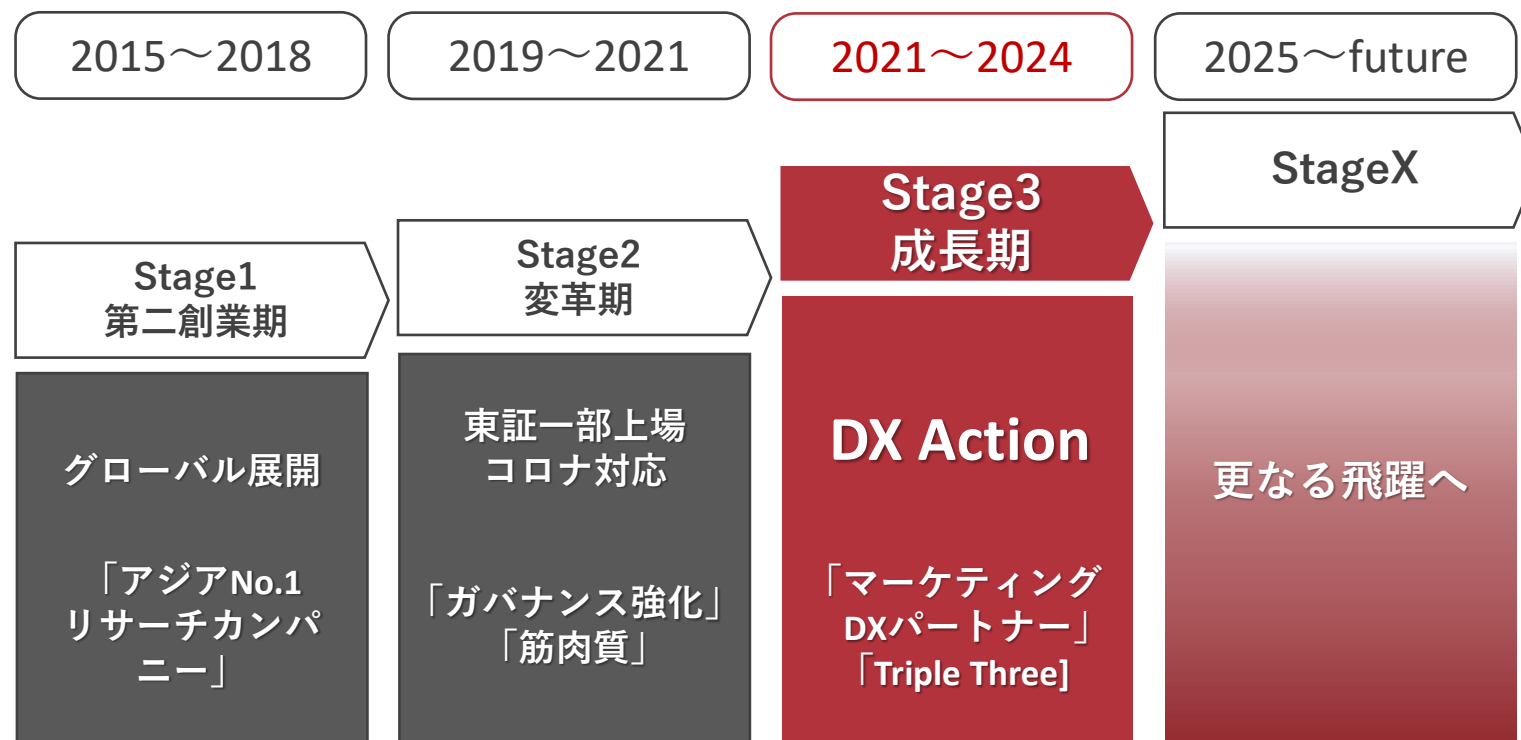 2015～2018
2019～2021
2021～2024
2025～future
Stage1
第二創業期
グローバル展開
「アジアNo.1
リサーチカンパ
ニー」
Stage2
変革期
東証一部上場
コロナ対応
「ガバナンス強化」
「筋肉質」
Stage3
成長期
DX Action
「マーケティング
DXパートナー」
「Triple Three]
StageX
更なる飛躍へ